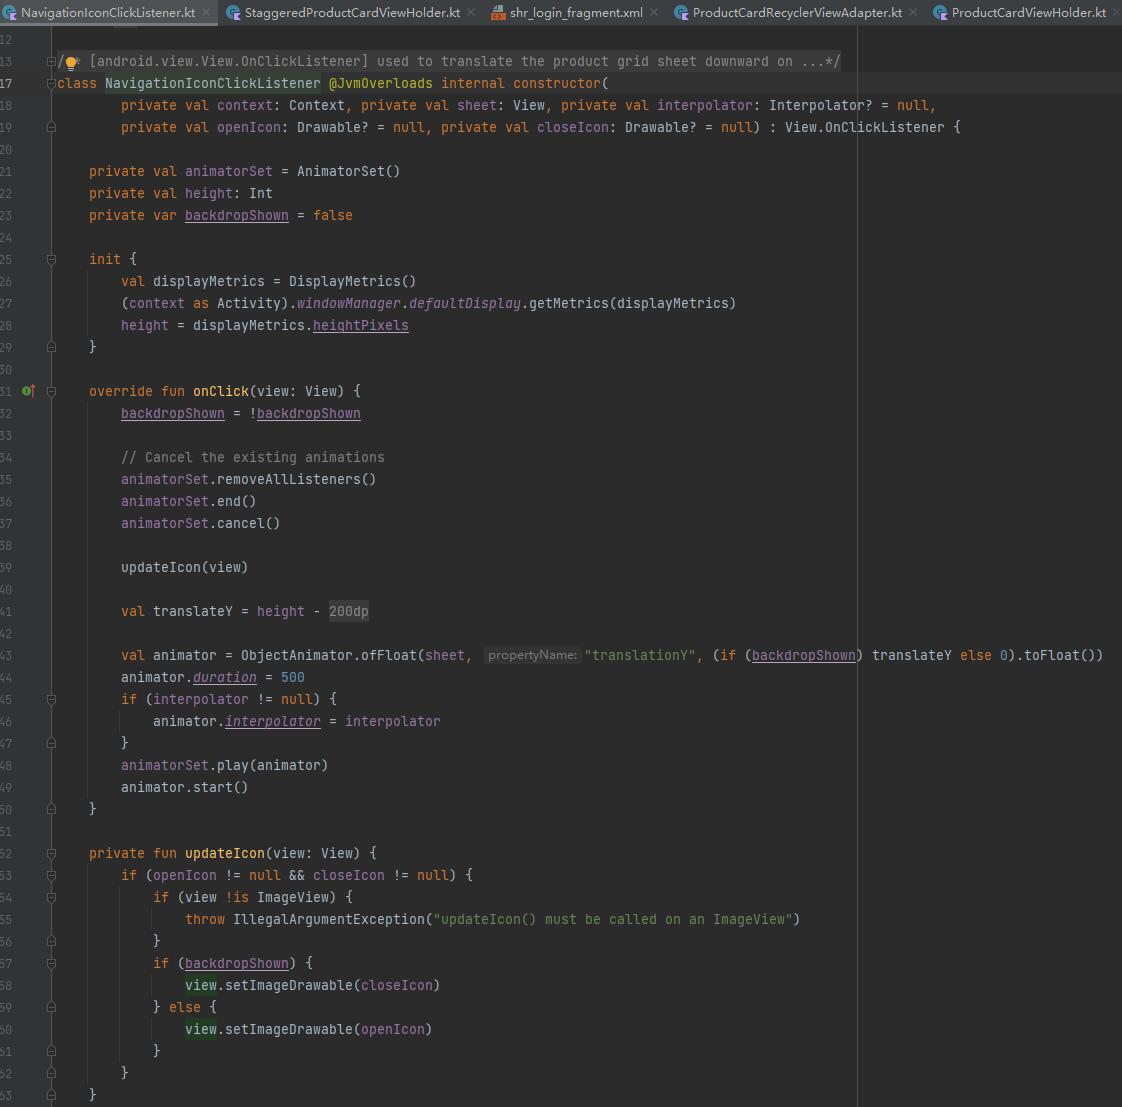 NavigationIconClickListener.kt StaggeredProductCardViewHolder.kt shr_login_fragment.xml ProductCardRecyclerViewAdapter.kt ProductCardViewHolder.kt
12
13 /** [android.view.View.OnClickListener] used to translate the product grid sheet downward on ...*/
17 class NavigationIconClickListener @JvmOverloads internal constructor(
18 private val context: Context, private val sheet: View, private val interpolator: Interpolator? = null,
19 private val openIcon: Drawable? = null, private val closeIcon: Drawable? = null) : View.OnClickListener {
20
21 private val animatorSet = AnimatorSet()
22 private val height: Int
23 private var backdropShown = false
24
25 init {
26 val displayMetrics = DisplayMetrics()
27 (context as Activity).windowManager.defaultDisplay.getMetrics(displayMetrics)
28 height = displayMetrics.heightPixels
29 }
30
31 override fun onClick(view: View) {
32 backdropShown = !backdropShown
33
34 // Cancel the existing animations
35 animatorSet.removeAllListeners()
36 animatorSet.end()
37 animatorSet.cancel()
38
39 updateIcon(view)
40
41 val translateY = height - 200dp
42
43 val animator = ObjectAnimator.ofFloat(sheet, propertyName: "translationY", (if (backdropShown) translateY else 0).toFloat())
44 animator.duration = 500
45 if (interpolator != null) {
46 animator.interpolator = interpolator
47 }
48 animatorSet.play(animator)
49 animator.start()
50 }
51
52 private fun updateIcon(view: View) {
53 if (openIcon != null && closeIcon != null) {
54 if (view !is ImageView) {
55 throw IllegalArgumentException("updateIcon() must be called on an ImageView")
56 }
57 if (backdropShown) {
58 view.setImageDrawable(closeIcon)
59 } else {
60 view.setImageDrawable(openIcon)
61 }
62 }
63 }